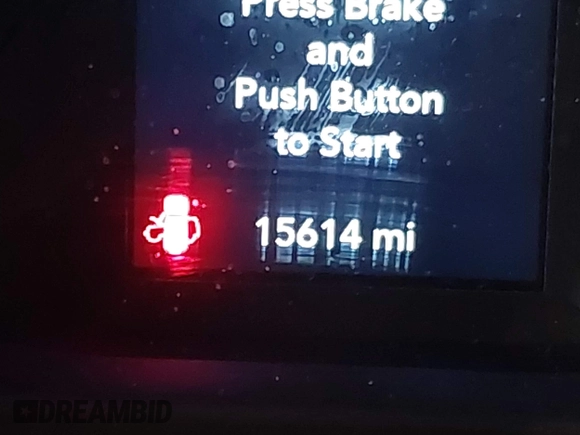 Press Brake
and
Push Button
to Start
15614 mi
DREAMBID